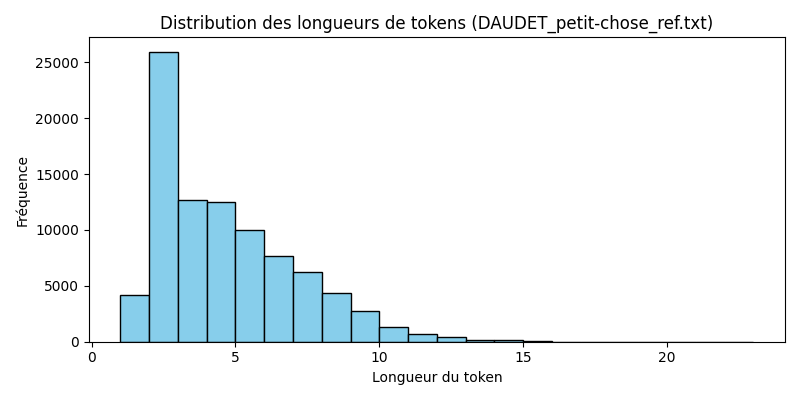 Distribution des longueurs de tokens (DAUDET_petit-chose_ref.txt)
25000
20000
15000
10000
5000
0
Fréquence
0 5 10 15 20
Longueur du token